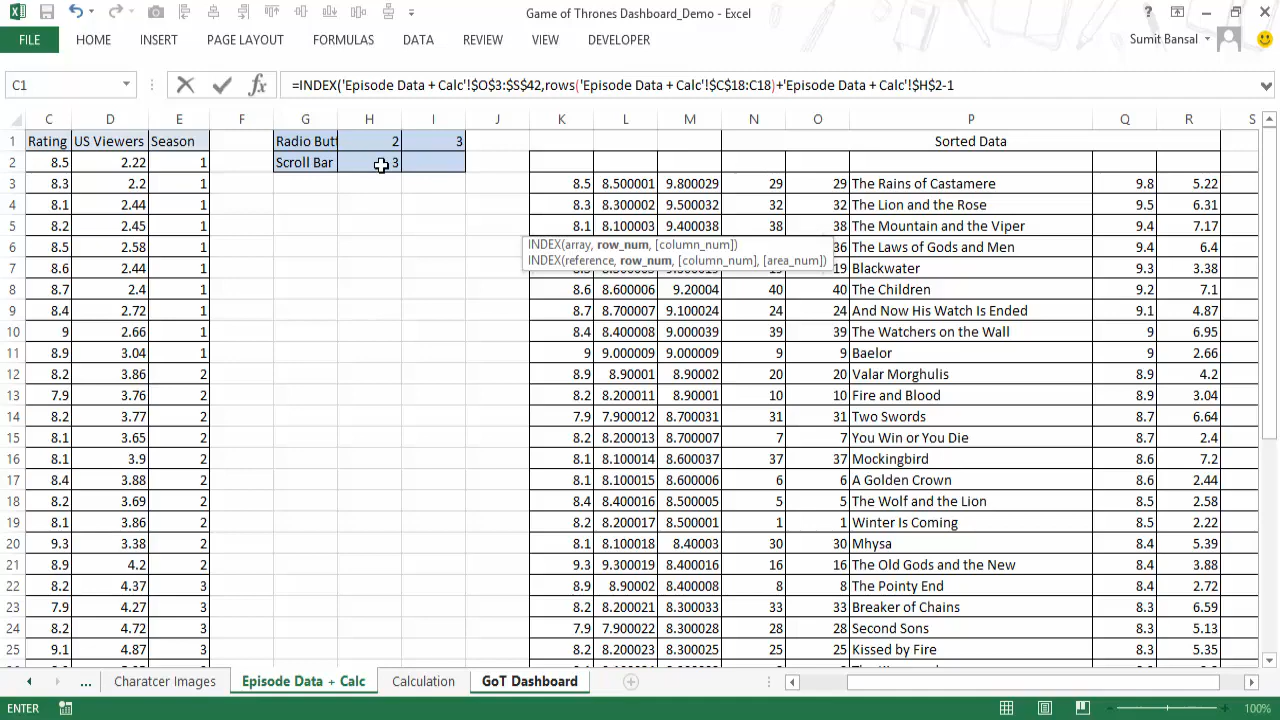 Game of Thrones Dashboard_Demo - Excel
FILE HOME INSERT PAGE LAYOUT FORMULAS DATA REVIEW VIEW DEVELOPER Sumit Bansal
C1 =INDEX('Episode Data + Calc'!$O$3:$S$42,rows('Episode Data + Calc'!$C$18:C18)+'Episode Data + Calc'!$H$2-1
C D E F G H I J K L M N O P Q R S
1 Rating US Viewers Season Radio Butt 2 3 Sorted Data
2 8.5 2.22 1 Scroll Bar 3
3 8.3 2.2 1 8.5 8.500001 9.800029 29 29 The Rains of Castamere 9.8 5.22
4 8.1 2.44 1 8.3 8.300002 9.500032 32 32 The Lion and the Rose 9.5 6.31
5 8.2 2.45 1 8.1 8.100003 9.400038 38 38 The Mountain and the Viper 9.4 7.17
INDEX(array, row_num, [column_num])
6 8.5 2.58 1 36 The Laws of Gods and Men 9.4 6.4
INDEX(reference, row_num, [column_num], [area_num])
7 8.6 2.44 1 19 Blackwater 9.3 3.38
8 8.7 2.4 1 8.6 8.600006 9.20004 40 40 The Children 9.2 7.1
9 8.4 2.72 1 8.7 8.700007 9.100024 24 24 And Now His Watch Is Ended 9.1 4.87
10 9 2.66 1 8.4 8.400008 9.000039 39 39 The Watchers on the Wall 9 6.95
11 8.9 3.04 1 9 9.000009 9.000009 9 9 Baelor 9 2.66
12 8.2 3.86 2 8.9 8.90001 8.90002 20 20 Valar Morghulis 8.9 4.2
13 7.9 3.76 2 8.2 8.200011 8.90001 10 10 Fire and Blood 8.9 3.04
14 8.2 3.77 2 7.9 7.900012 8.700031 31 31 Two Swords 8.7 6.64
15 8.1 3.65 2 8.2 8.200013 8.700007 7 7 You Win or You Die 8.7 2.4
16 8.1 3.9 2 8.1 8.100014 8.600037 37 37 Mockingbird 8.6 7.2
17 8.4 3.88 2 8.1 8.100015 8.600006 6 6 A Golden Crown 8.6 2.44
18 8.2 3.69 2 8.4 8.400016 8.500005 5 5 The Wolf and the Lion 8.5 2.58
19 8.1 3.86 2 8.2 8.200017 8.500001 1 1 Winter Is Coming 8.5 2.22
20 9.3 3.38 2 8.1 8.100018 8.40003 30 30 Mhysa 8.4 5.39
21 8.9 4.2 2 9.3 9.300019 8.400016 16 16 The Old Gods and the New 8.4 3.88
22 8.2 4.37 3 8.9 8.90002 8.400008 8 8 The Pointy End 8.4 2.72
23 7.9 4.27 3 8.2 8.200021 8.300033 33 33 Breaker of Chains 8.3 6.59
24 8.2 4.72 3 7.9 7.900022 8.300028 28 28 Second Sons 8.3 5.13
25 9.1 4.87 3 8.2 8.200023 8.300025 25 25 Kissed by Fire 8.3 5.35
... Charatcer Images Episode Data + Calc Calculation GoT Dashboard
ENTER 100%